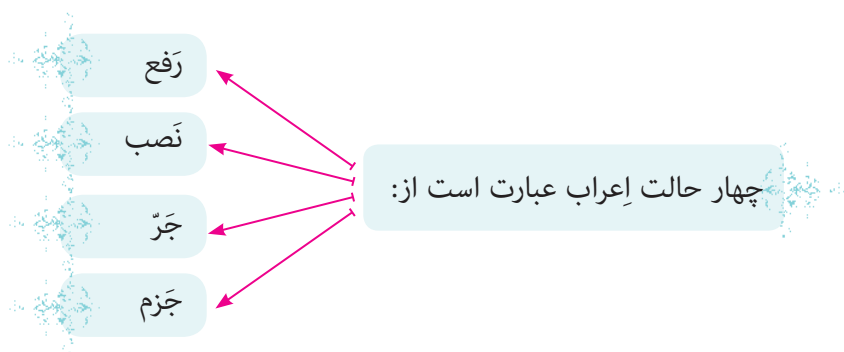 چهار حالت اِعراب عبارت است از:
رَفع
نَصب
جَرّ
جَزم